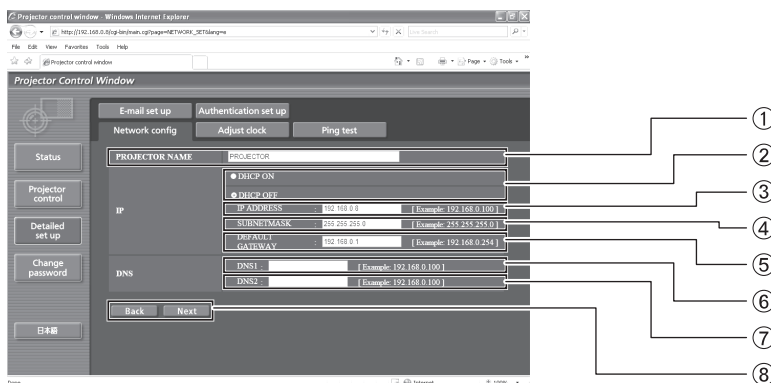 Projector control window - Windows Internet Explorer
http://192.168.0.8/cgi-bin/main.cgi?page=NETWORK_SET&lang=e
Live Search
File Edit View Favorites Tools Help
Projector control window
Page Tools
Projector Control Window
E-mail set up Authentication set up
Network config Adjust clock Ping test
Status
Projector control
Detailed set up
Change password
日本語
PROJECTOR NAME PROJECTOR
IP
DHCP ON
DHCP OFF
IP ADDRESS : 192.168.0.8 [ Example: 192.168.0.100 ]
SUBNETMASK : 255.255.255.0 [ Example: 255.255.255.0 ]
DEFAULT
GATEWAY : 192.168.0.1 [ Example: 192.168.0.254 ]
DNS
DNS1 : [ Example: 192.168.0.100 ]
DNS2 : [ Example: 192.168.0.100 ]
Back Next
Internet 100%
①
②
③
④
⑤
⑥
⑦
⑧